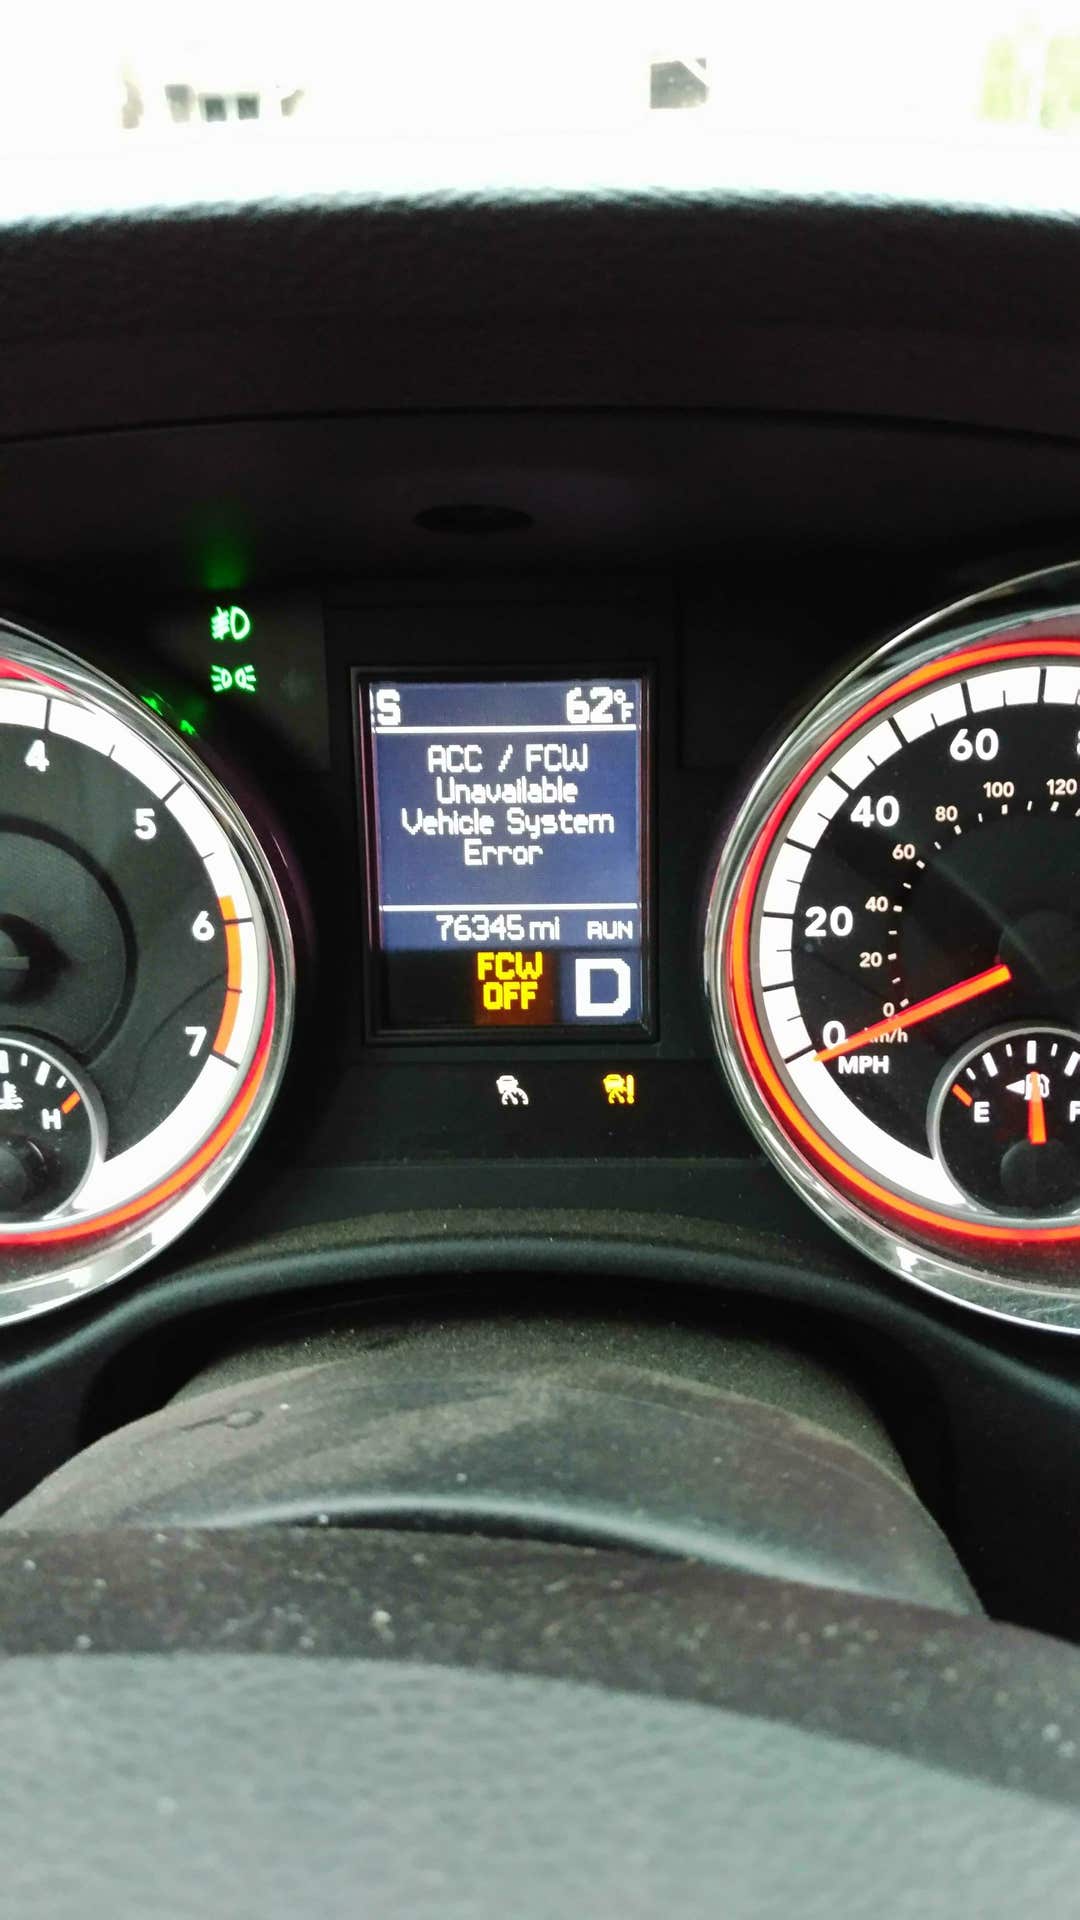 S 62°F
ACC / FCW
Unavailable
Vehicle System
Error
76345 mi RUN
FCW
OFF
D
4
5
6
7
H
0
20
40
60
MPH
0
20
40
60
80
100
120
km/h
E
F